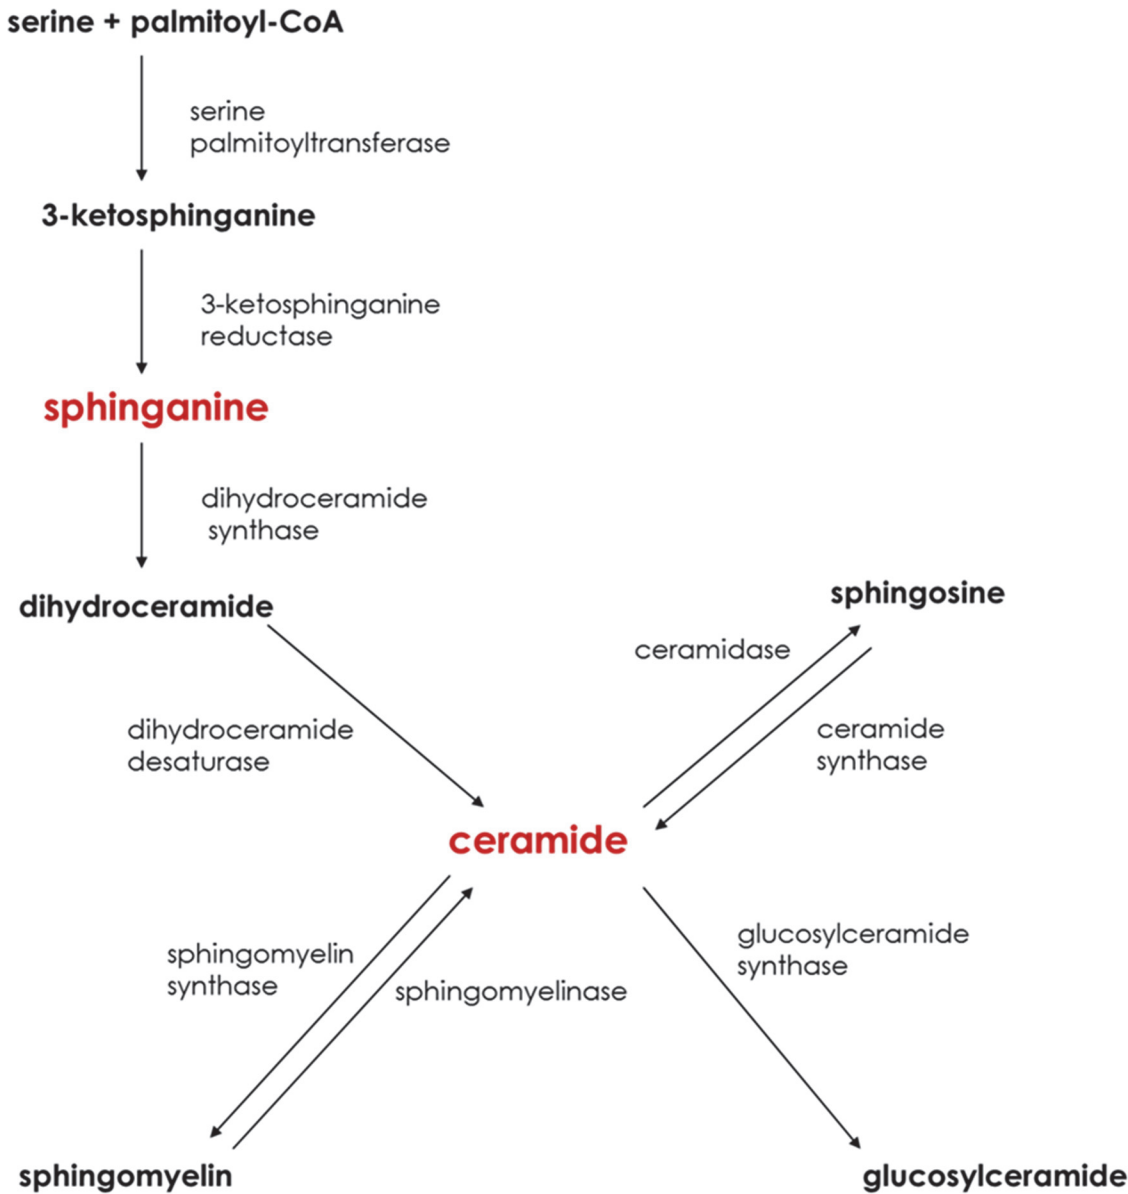 serine + palmitoyl-CoA
serine
palmitoyltransferase
3-ketosphinganine
3-ketosphinganine
reductase
sphinganine
dihydroceramide
synthase
dihydroceramide
sphingosine
ceramidase
dihydroceramide
desaturase
ceramide
synthase
ceramide
sphingomyelin
synthase
sphingomyelinase
glucosylceramide
synthase
sphingomyelin
glucosylceramide